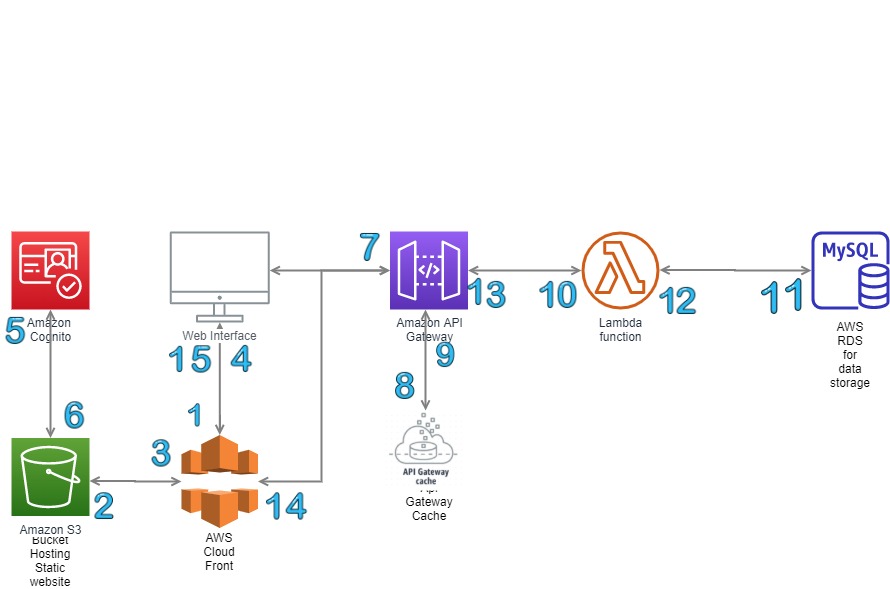 7
MySQL
</>
13
10
12
11
5
Amazon
Cognito
Web Interface
Amazon API
Gateway
Lambda
function
AWS
RDS
for
data
storage
15
4
9
8
6
1
3
API Gateway
cache
2
14
Gateway
Cache
Amazon S3
Bucket
Hosting
Static
website
AWS
Cloud
Front